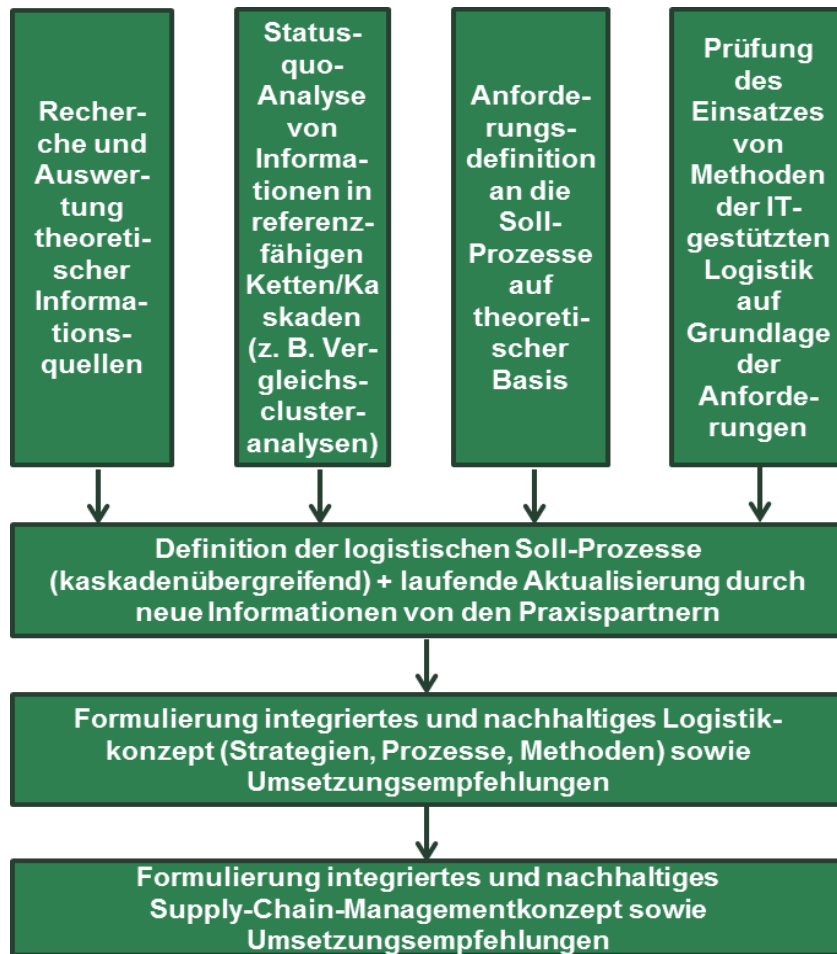 Recher-
che und
Auswer-
tung
theoreti-
scher
Informa-
tions-
quellen
Status-
quo-
Analyse
von
Informa-
tionen in
referenz-
fähigen
Ketten/Ka
skaden
(z. B. Ver-
gleichs-
cluster-
analysen)
Anforde-
rungs-
definition
an die
Soll-
Prozesse
auf
theoreti-
scher
Basis
Prüfung
des
Einsatzes
von
Methoden
der IT-
gestützten
Logistik
auf
Grundlage
der
Anforde-
rungen
Definition der logistischen Soll-Prozesse
(kaskadenübergreifend) + laufende Aktualisierung durch
neue Informationen von den Praxispartnern
Formulierung integriertes und nachhaltiges Logistik-
konzept (Strategien, Prozesse, Methoden) sowie
Umsetzungsempfehlungen
Formulierung integriertes und nachhaltiges
Supply-Chain-Managementkonzept sowie
Umsetzungsempfehlungen